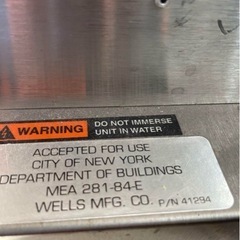 WARNING DO NOT IMMERSE
UNIT IN WATER
ACCEPTED FOR USE
CITY OF NEW YORK
DEPARTMENT OF BUILDINGS
MEA 281-84-E
WELLS MFG. CO. P/N 41294